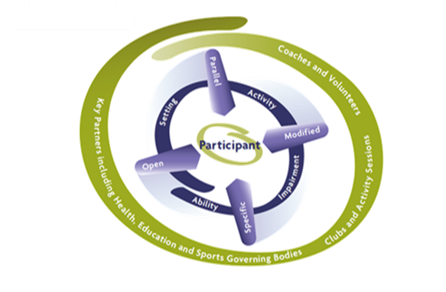 Coaches and Volunteers
Clubs and Activity Sessions
Key Partners including Health, Education and Sports Governing Bodies
Parallel
Activity
Setting
Modified
Participant
Open
Impairment
Ability
Specific